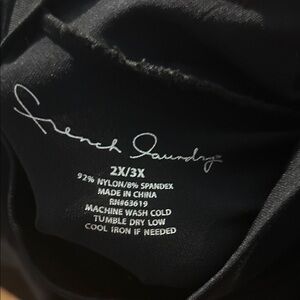 French Laundry
2X/3X
92% NYLON/8% SPANDEX
MADE IN CHINA
RN#63619
MACHINE WASH COLD
TUMBLE DRY LOW
COOL IRON IF NEEDED